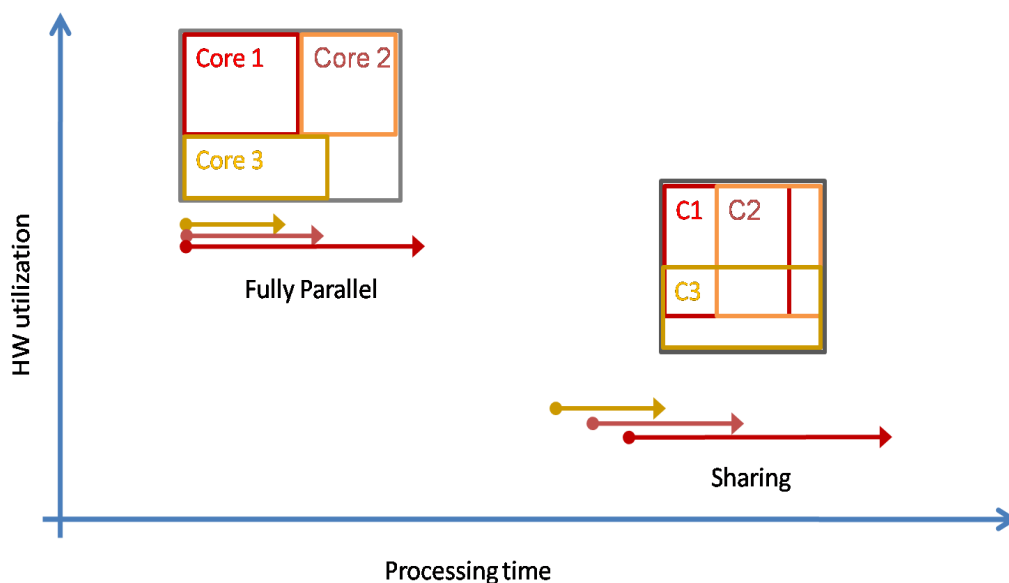 Core 1
Core 2
Core 3
Fully Parallel
C1
C2
C3
Sharing
HW utilization
Processing time